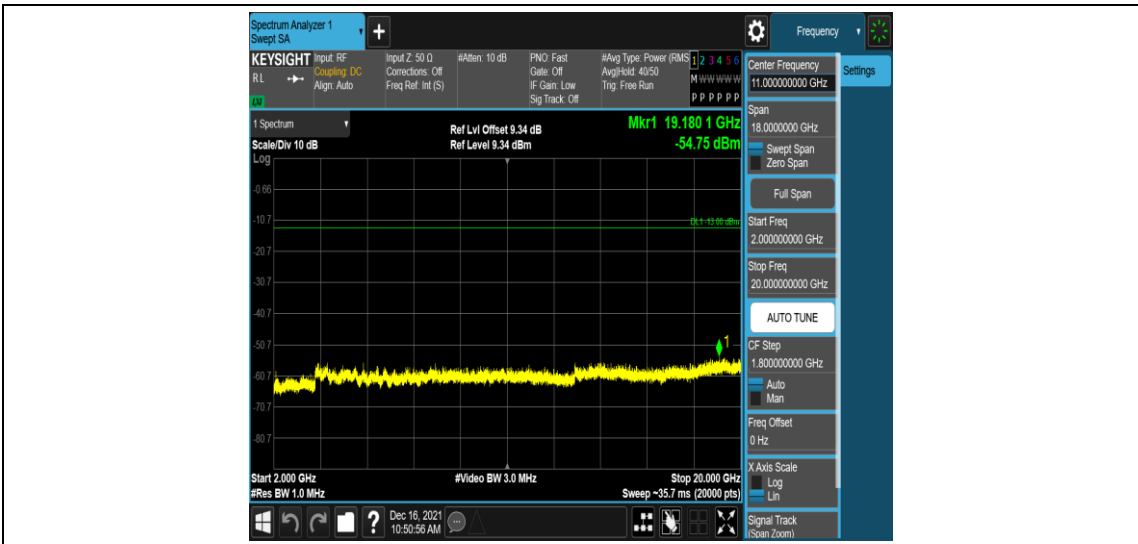 Spectrum Analyzer 1
Swept SA
+
Frequency
KEYSIGHT
RL
LXI
Input: RF
Coupling: DC
Align: Auto
Input Z: 50 Ω
Corrections: Off
Freq Ref: Int (S)
#Atten: 10 dB
PNO: Fast
Gate: Off
IF Gain: Low
Sig Track: Off
#Avg Type: Power (RMS
Avg|Hold: 40/50
Trig: Free Run
1 2 3 4 5 6
M W W W W W
P P P P P P
Center Frequency
11.000000000 GHz
Settings
1 Spectrum
Scale/Div 10 dB
Log
Ref Lvl Offset 9.34 dB
Ref Level 9.34 dBm
Mkr1 19.180 1 GHz
-54.75 dBm
Span
18.0000000 GHz
Swept Span
Zero Span
Full Span
-0.66
-10.7
DL1 -13.00 dBm
-20.7
-30.7
-40.7
-50.7
1
-60.7
-70.7
-80.7
Start Freq
2.000000000 GHz
Stop Freq
20.000000000 GHz
AUTO TUNE
CF Step
1.800000000 GHz
Auto
Man
Freq Offset
0 Hz
X Axis Scale
Log
Lin
Signal Track
(Span Zoom)
Start 2.000 GHz
#Res BW 1.0 MHz
#Video BW 3.0 MHz
Stop 20.000 GHz
Sweep ~35.7 ms (20000 pts)
?
Dec 16, 2021
10:50:56 AM